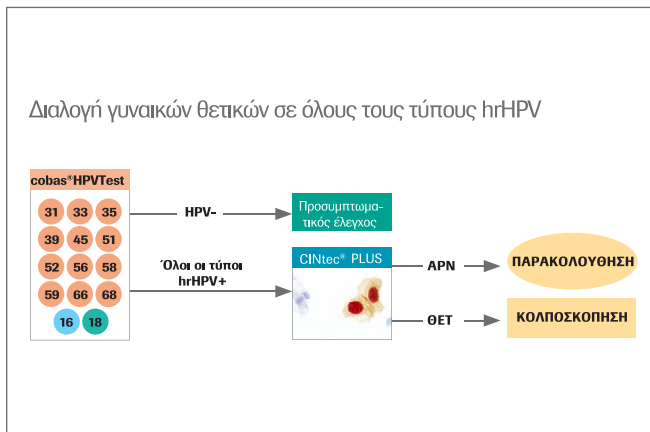 Διαλογή γυναικών θετικών σε όλους τους τύπους hrHPV
cobas®HPVTest
31 33 35
39 45 51
52 56 58
59 66 68
16 18
HPV-
Προσυμπτωμα-
τικός έλεγχος
Όλοι οι τύποι
hrHPV+
CINtec® PLUS
ΑΡΝ
ΠΑΡΑΚΟΛΟΥΘΗΣΗ
ΘΕΤ
ΚΟΛΠΟΣΚΟΠΗΣΗ